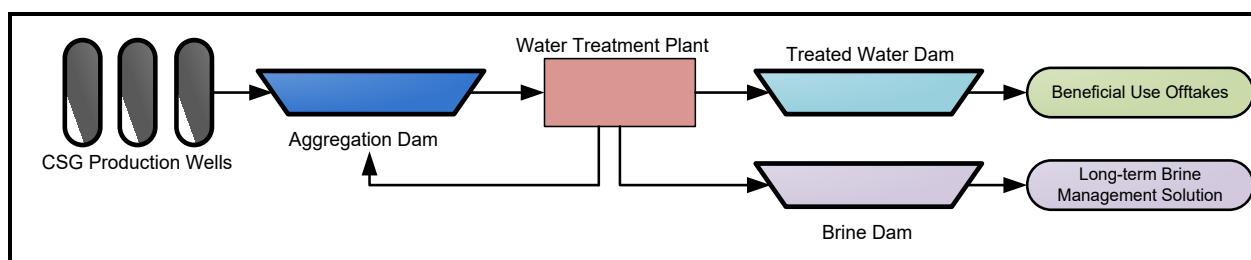 Water Treatment Plant
Treated Water Dam
Beneficial Use Offtakes
CSG Production Wells
Aggregation Dam
Long-term Brine
Management Solution
Brine Dam